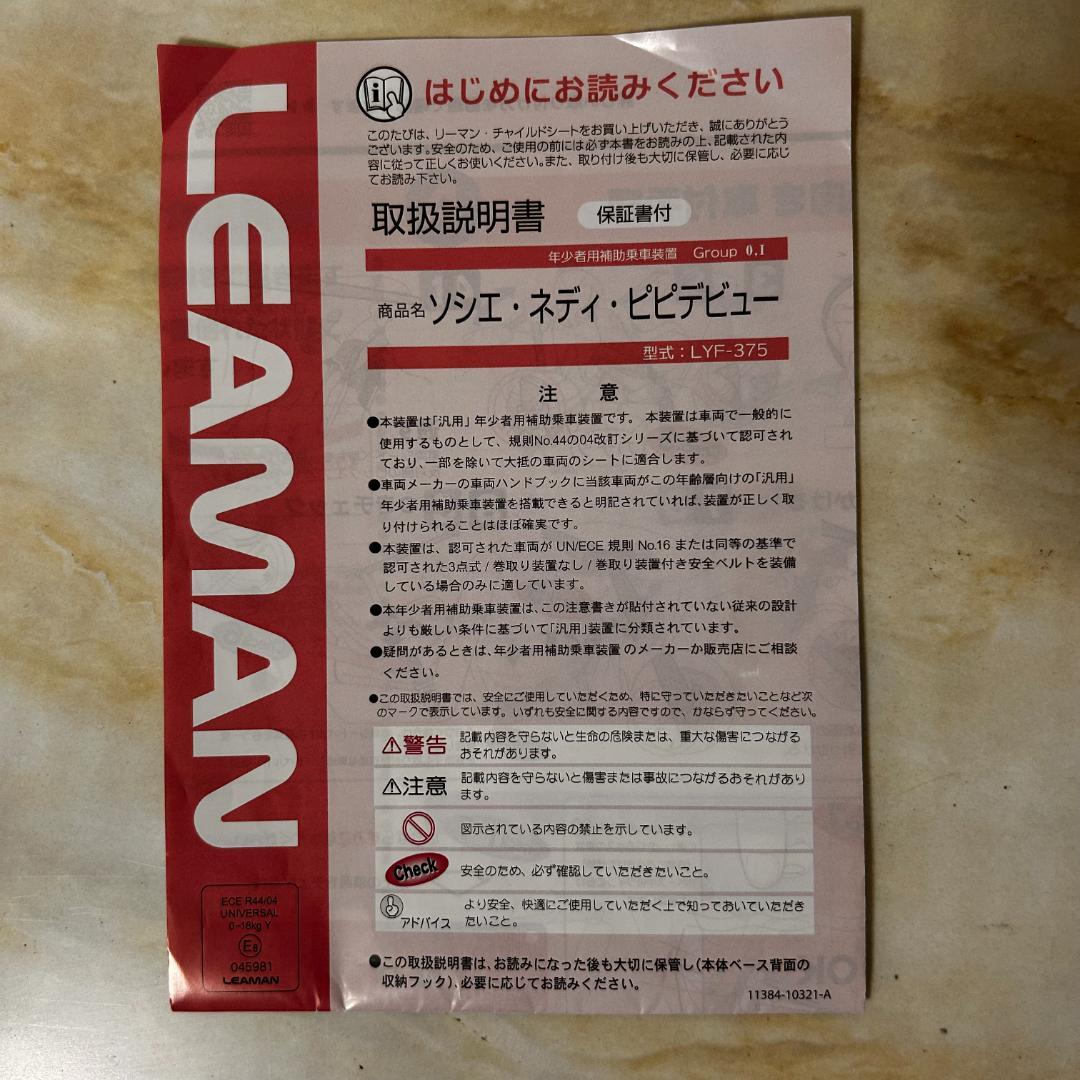 LEAMAN
はじめにお読みください
このたびは、リーマン・チャイルドシートをお買い上げいただき、誠にありがとう
ございます。安全のため、ご使用の前には必ず本書をお読みの上、記載された内
容に従って正しくお使いください。また、取り付け後も大切に保管し、必要に応じ
てお読み下さい。
取扱説明書 保証書付
年少者用補助乗車装置 Group 0,I
商品名 ソシエ・ネディ・ピピデビュー
型式：LYF-375
注 意
●本装置は「汎用」年少者用補助乗車装置です。 本装置は車両で一般的に
使用するものとして、規則No.44の04改訂シリーズに基づいて認可され
ており、一部を除いて大抵の車両のシートに適合します。
●車両メーカーの車両ハンドブックに当該車両がこの年齢層向けの「汎用」
年少者用補助乗車装置を搭載できると明記されていれば、装置が正しく取
り付けられることはほぼ確実です。
●本装置は、認可された車両が UN/ECE 規則 No.16 または同等の基準で
認可された3点式 / 巻取り装置なし / 巻取り装置付き安全ベルトを装備
している場合のみに適しています。
●本年少者用補助乗車装置は、この注意書きが貼付されていない従来の設計
よりも厳しい条件に基づいて「汎用」装置に分類されています。
●疑問があるときは、年少者用補助乗車装置 のメーカーか販売店にご相談
ください。
●この取扱説明書では、安全にご使用していただくため、特に守っていただきたいことなど次
のマークで表示しています。いずれも安全に関する内容ですので、かならず守ってください。
⚠警告 記載内容を守らないと生命の危険または、重大な傷害につながる
おそれがあります。
⚠注意 記載内容を守らないと傷害または事故につながるおそれがあり
ます。
図示されている内容の禁止を示しています。
Check 安全のため、必ず確認していただきたいこと。
アドバイス より安全、快適にご使用していただく上で知っておいていただき
たいこと。
●この取扱説明書は、お読みになった後も大切に保管し（本体ベース背面の
収納フック）、必要に応じてお読みください。
11384-10321-A
ECE R44/04
UNIVERSAL
0-18kg Y
E8
045981
LEAMAN